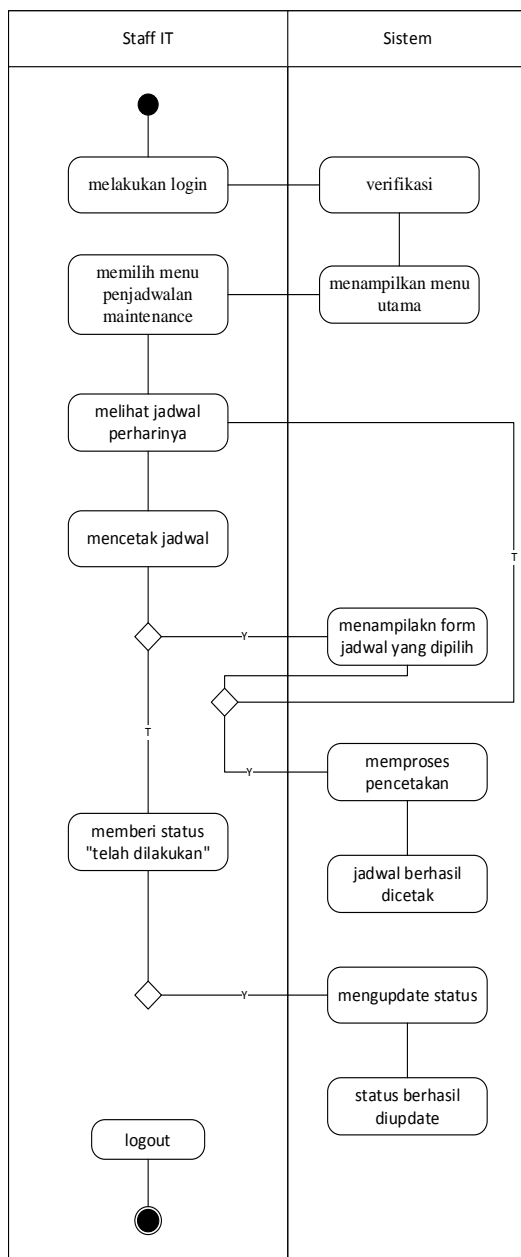 Staff IT
Sistem
melakukan login
verifikasi
memilih menu
penjadwalan
maintenance
menampilkan menu
utama
melihat jadwal
perharinya
mencetak jadwal
T
Y
menampilakn form
jadwal yang dipilih
T
Y
memproses
pencetakan
memberi status
"telah dilakukan"
jadwal berhasil
dicetak
Y
mengupdate status
status berhasil
diupdate
logout